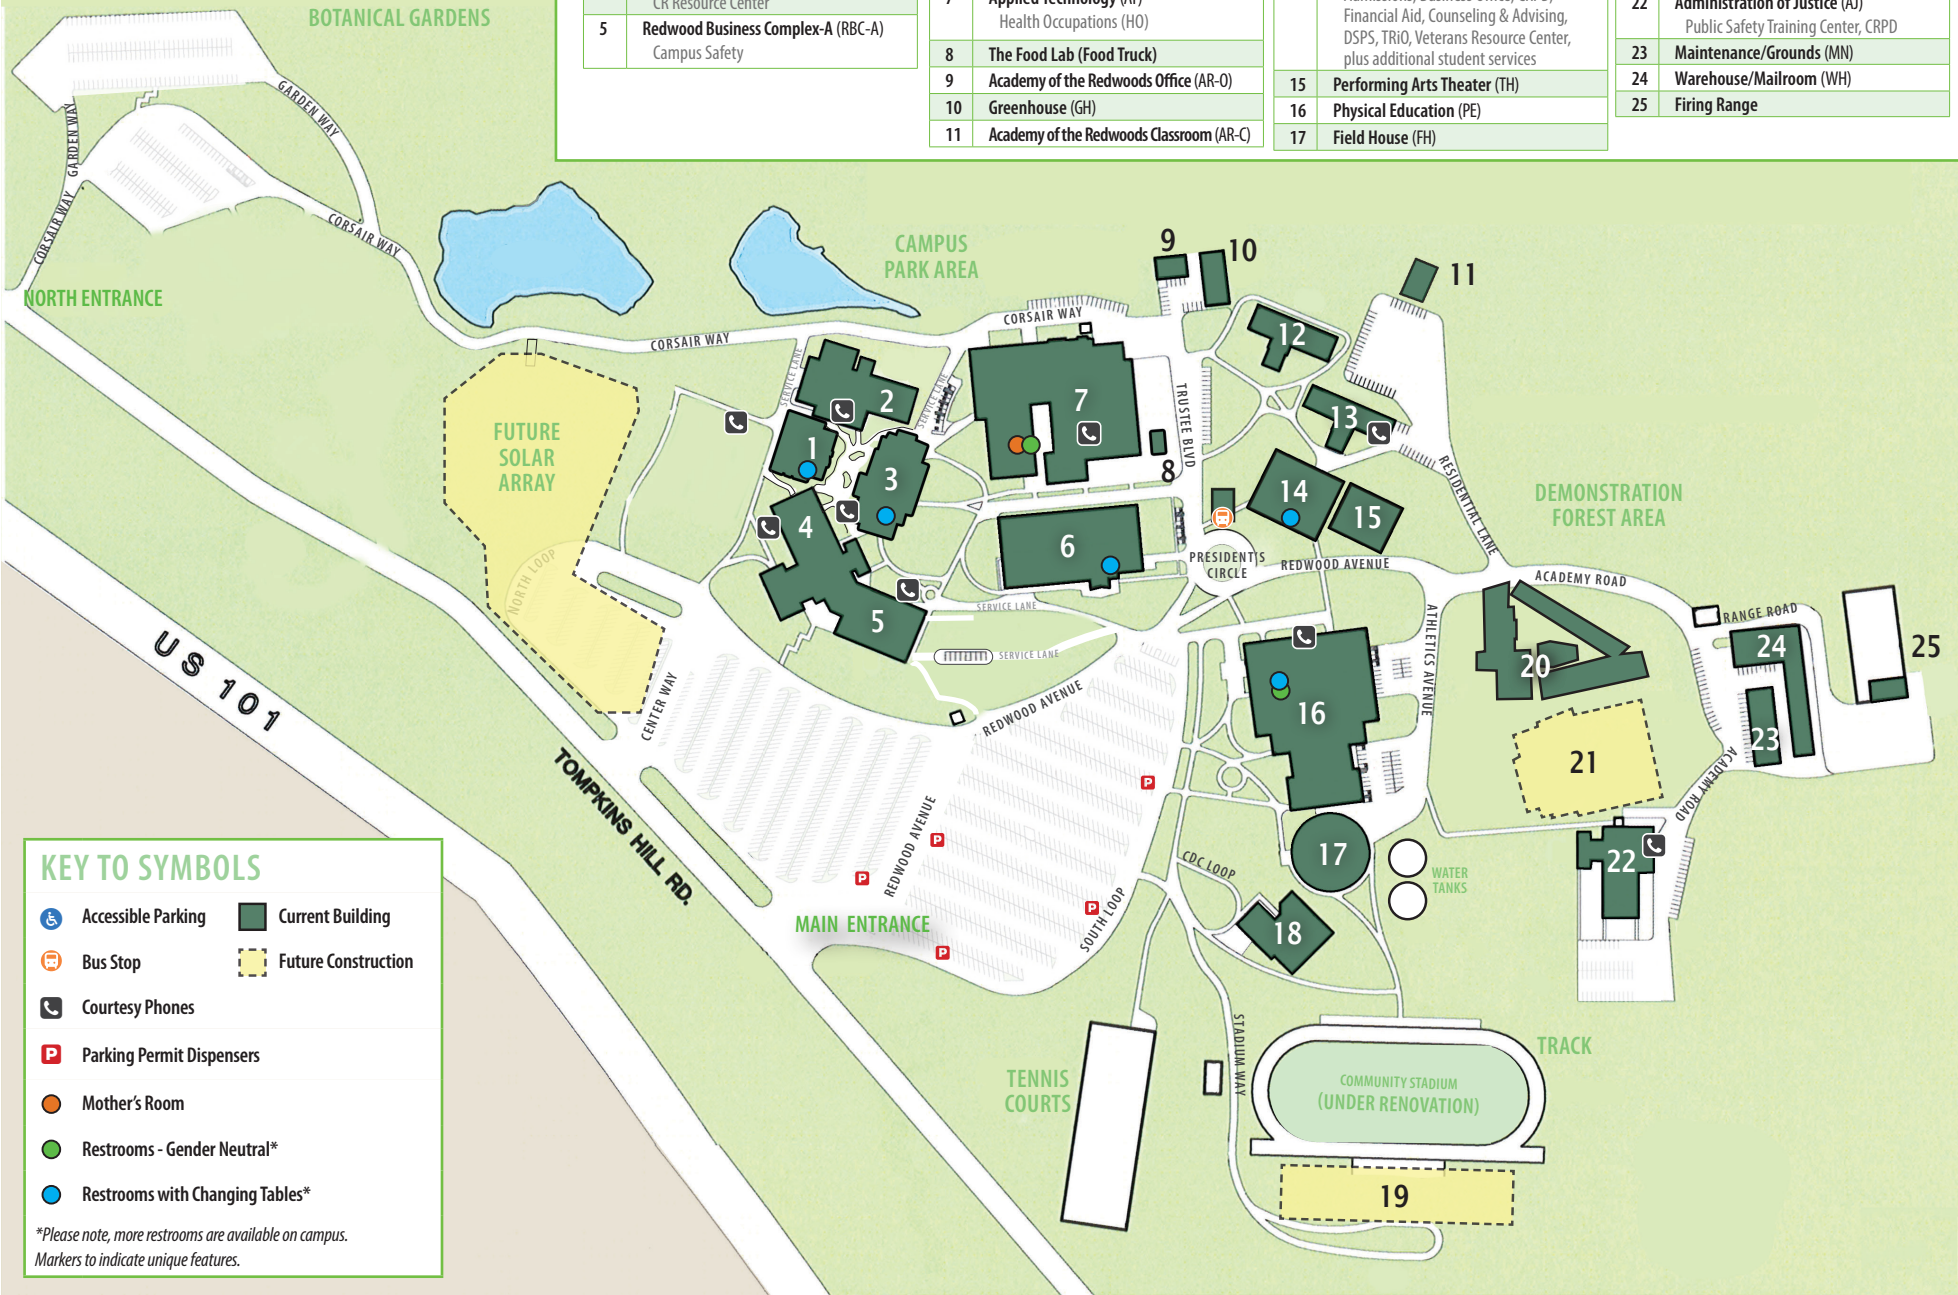 CR Resource Center
5 Redwood Business Complex-A (RBC-A)
Campus Safety
7 Applied Technology (AT)
Health Occupations (HO)
8 The Food Lab (Food Truck)
9 Academy of the Redwoods Office (AR-O)
10 Greenhouse (GH)
11 Academy of the Redwoods Classroom (AR-C)
Financial Aid, Counseling & Advising,
DSPS, TRiO, Veterans Resource Center,
plus additional student services
15 Performing Arts Theater (TH)
16 Physical Education (PE)
17 Field House (FH)
22 Administration of Justice (AJ)
Public Safety Training Center, CRPD
23 Maintenance/Grounds (MN)
24 Warehouse/Mailroom (WH)
25 Firing Range
BOTANICAL GARDENS
GARDEN WAY
GARDEN WAY
CORSAIR WAY
CORSAIR WAY
NORTH ENTRANCE
CAMPUS
PARK AREA
CORSAIR WAY
CORSAIR WAY
9
10
11
12
SERVICE LANE
SERVICE LANE
2
7
TRUSTEE BLVD
13
1
3
8
FUTURE
SOLAR
ARRAY
14
15
RESIDENTIAL LANE
DEMONSTRATION
FOREST AREA
4
6
PRESIDENT'S
CIRCLE
REDWOOD AVENUE
ACADEMY ROAD
NORTH LOOP
5
SERVICE LANE
SERVICE LANE
ATHLETICS AVENUE
RANGE ROAD
20
24
25
US 101
CENTER WAY
REDWOOD AVENUE
16
21
23
ACADEMY ROAD
TOMPKINS HILL RD.
REDWOOD AVENUE
P
P
P
P
P
17
WATER
TANKS
22
CDC LOOP
SOUTH LOOP
18
MAIN ENTRANCE
STADIUM WAY
TRACK
TENNIS
COURTS
COMMUNITY STADIUM
(UNDER RENOVATION)
19
KEY TO SYMBOLS
Accessible Parking
Current Building
Bus Stop
Future Construction
Courtesy Phones
P Parking Permit Dispensers
Mother's Room
Restrooms - Gender Neutral*
Restrooms with Changing Tables*
*Please note, more restrooms are available on campus.
Markers to indicate unique features.